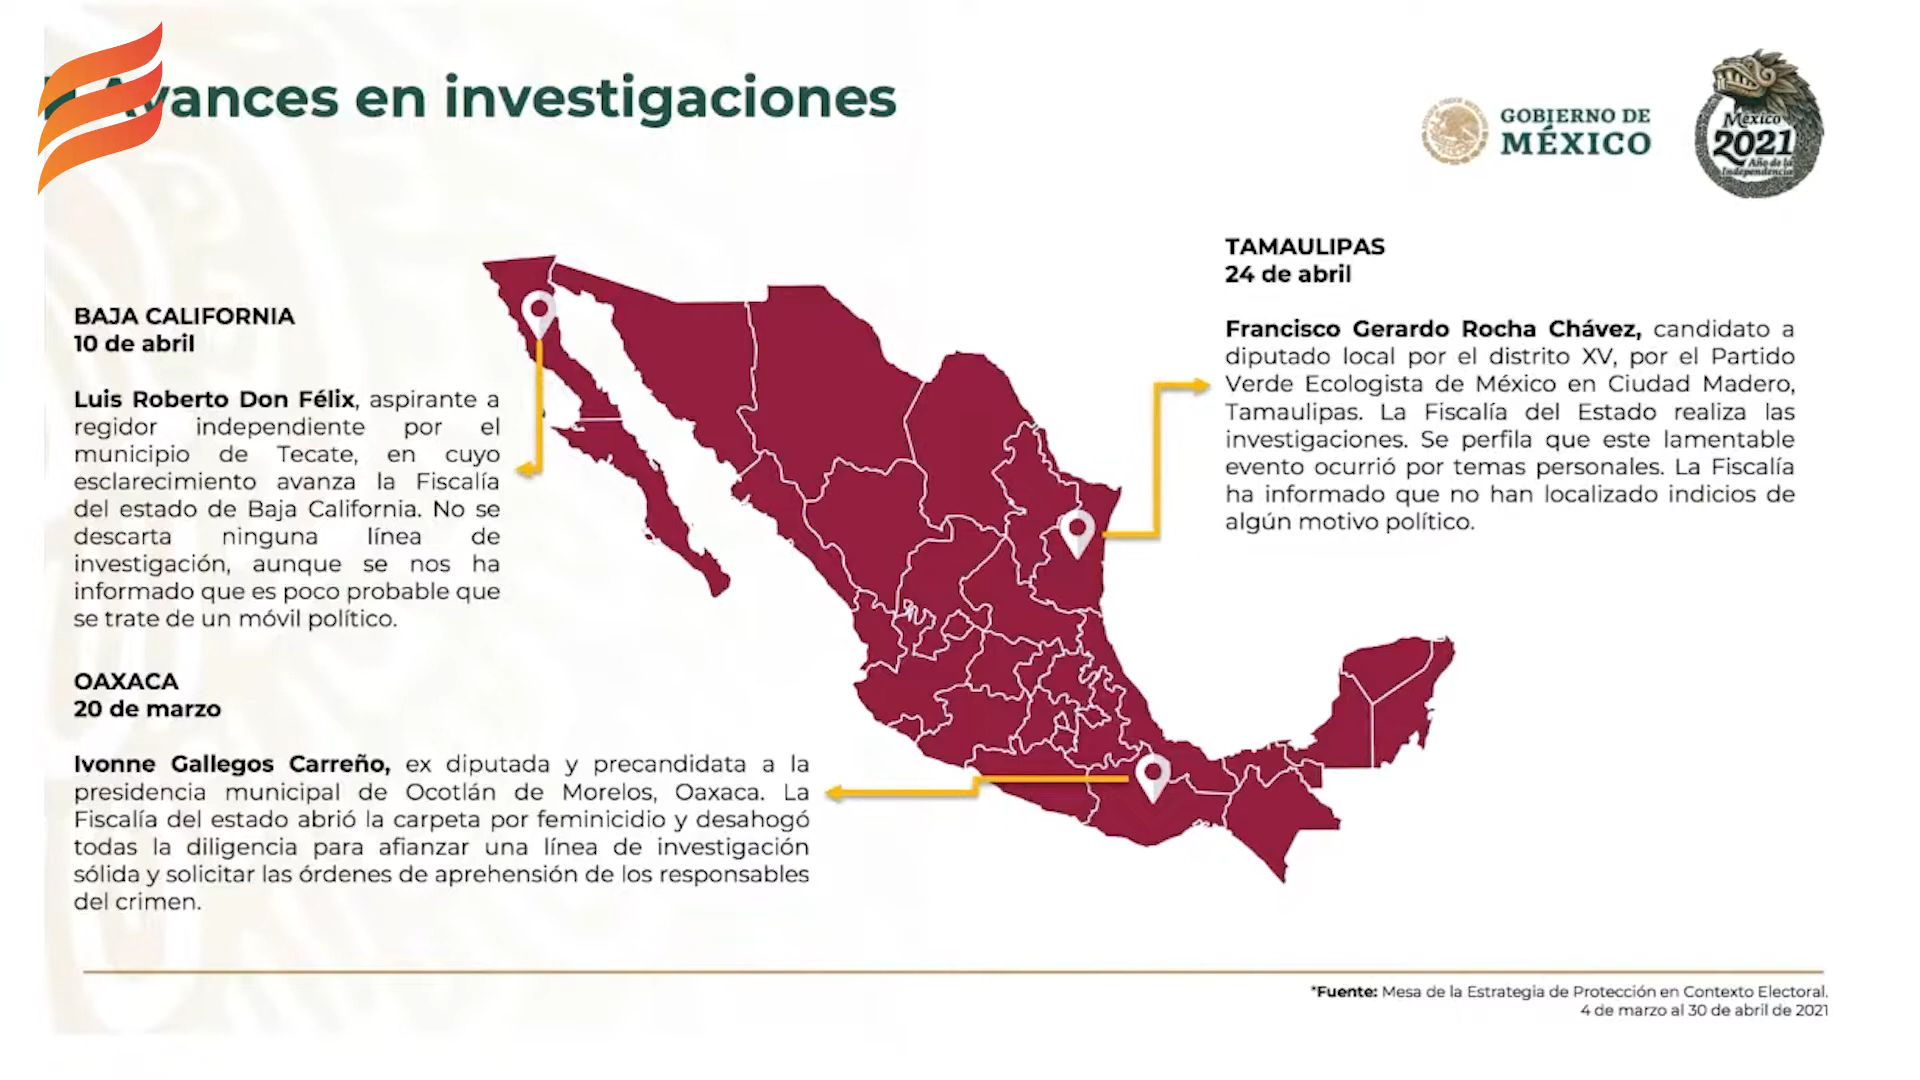 Avances en investigaciones
GOBIERNO DE
MÉXICO
México
2021
Año de la
Independencia
TAMAULIPAS
24 de abril
Francisco Gerardo Rocha Chávez, candidato a
diputado local por el distrito XV, por el Partido
Verde Ecologista de México en Ciudad Madero,
Tamaulipas. La Fiscalía del Estado realiza las
investigaciones. Se perfila que este lamentable
evento ocurrió por temas personales. La Fiscalía
ha informado que no han localizado indicios de
algún motivo político.
BAJA CALIFORNIA
10 de abril
Luis Roberto Don Félix, aspirante a
regidor independiente por el
municipio de Tecate, en cuyo
esclarecimiento avanza la Fiscalía
del estado de Baja California. No se
descarta ninguna línea de
investigación, aunque se nos ha
informado que es poco probable que
se trate de un móvil político.
OAXACA
20 de marzo
Ivonne Gallegos Carreño, ex diputada y precandidata a la
presidencia municipal de Ocotlán de Morelos, Oaxaca. La
Fiscalía del estado abrió la carpeta por feminicidio y desahogó
todas la diligencia para afianzar una línea de investigación
sólida y solicitar las órdenes de aprehensión de los responsables
del crimen.
*Fuente: Mesa de la Estrategia de Protección en Contexto Electoral.
4 de marzo al 30 de abril de 2021